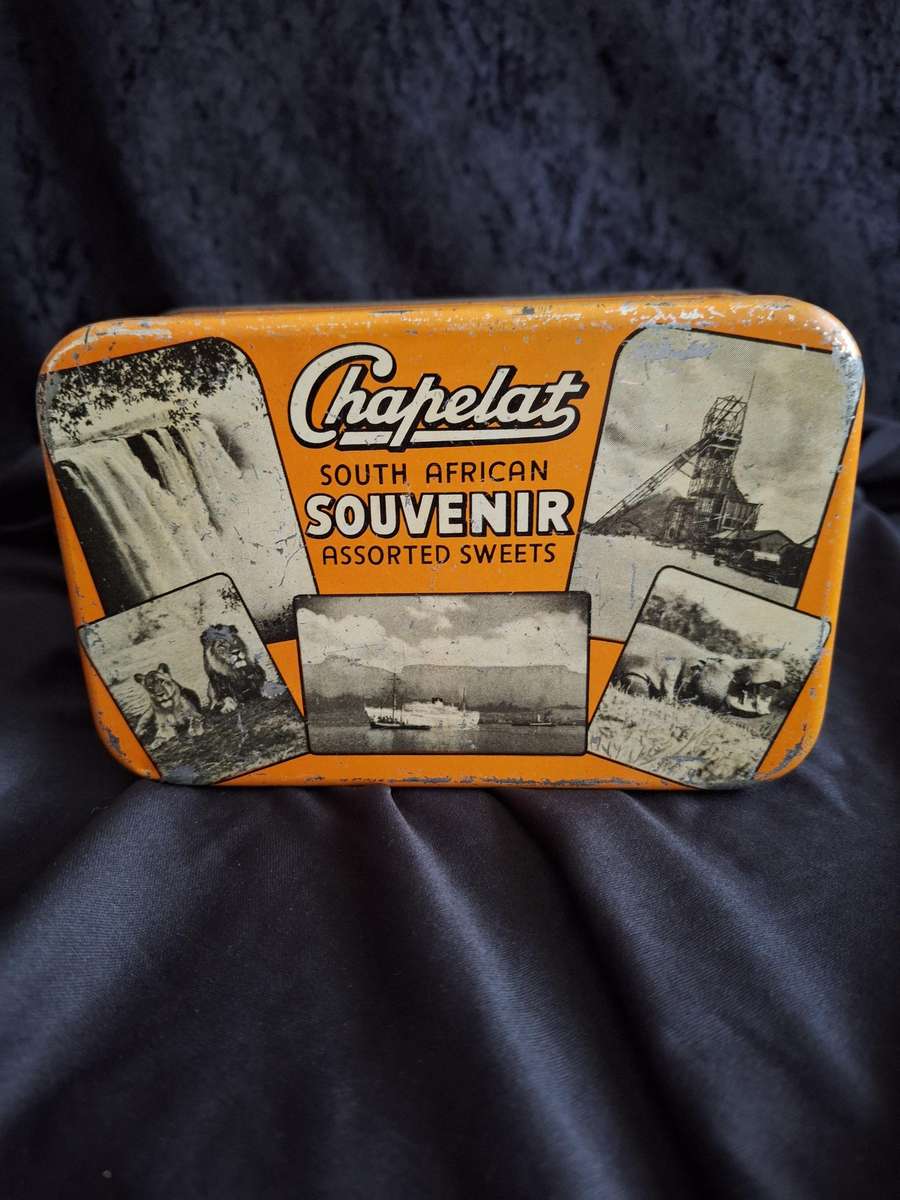 Chapelat
SOUTH AFRICAN
SOUVENIR
ASSORTED SWEETS